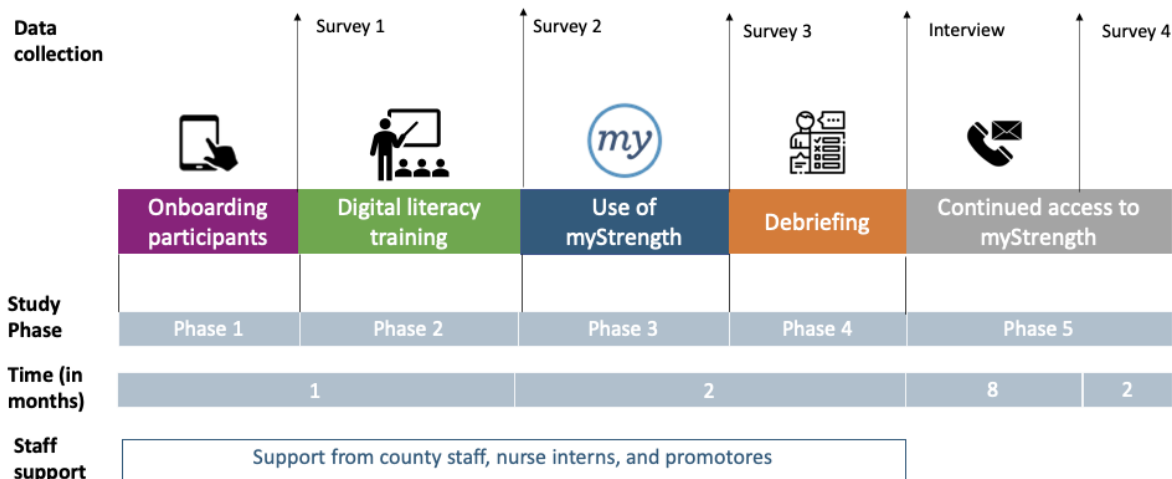 Data
collection
Survey 1
Survey 2
Survey 3
Interview
Survey 4
my
Onboarding
participants
Digital literacy
training
Use of
myStrength
Debriefing
Continued access to
myStrength
Study
Phase
Phase 1
Phase 2
Phase 3
Phase 4
Phase 5
Time (in
months)
1
2
8
2
Staff
support
Support from county staff, nurse interns, and promotores